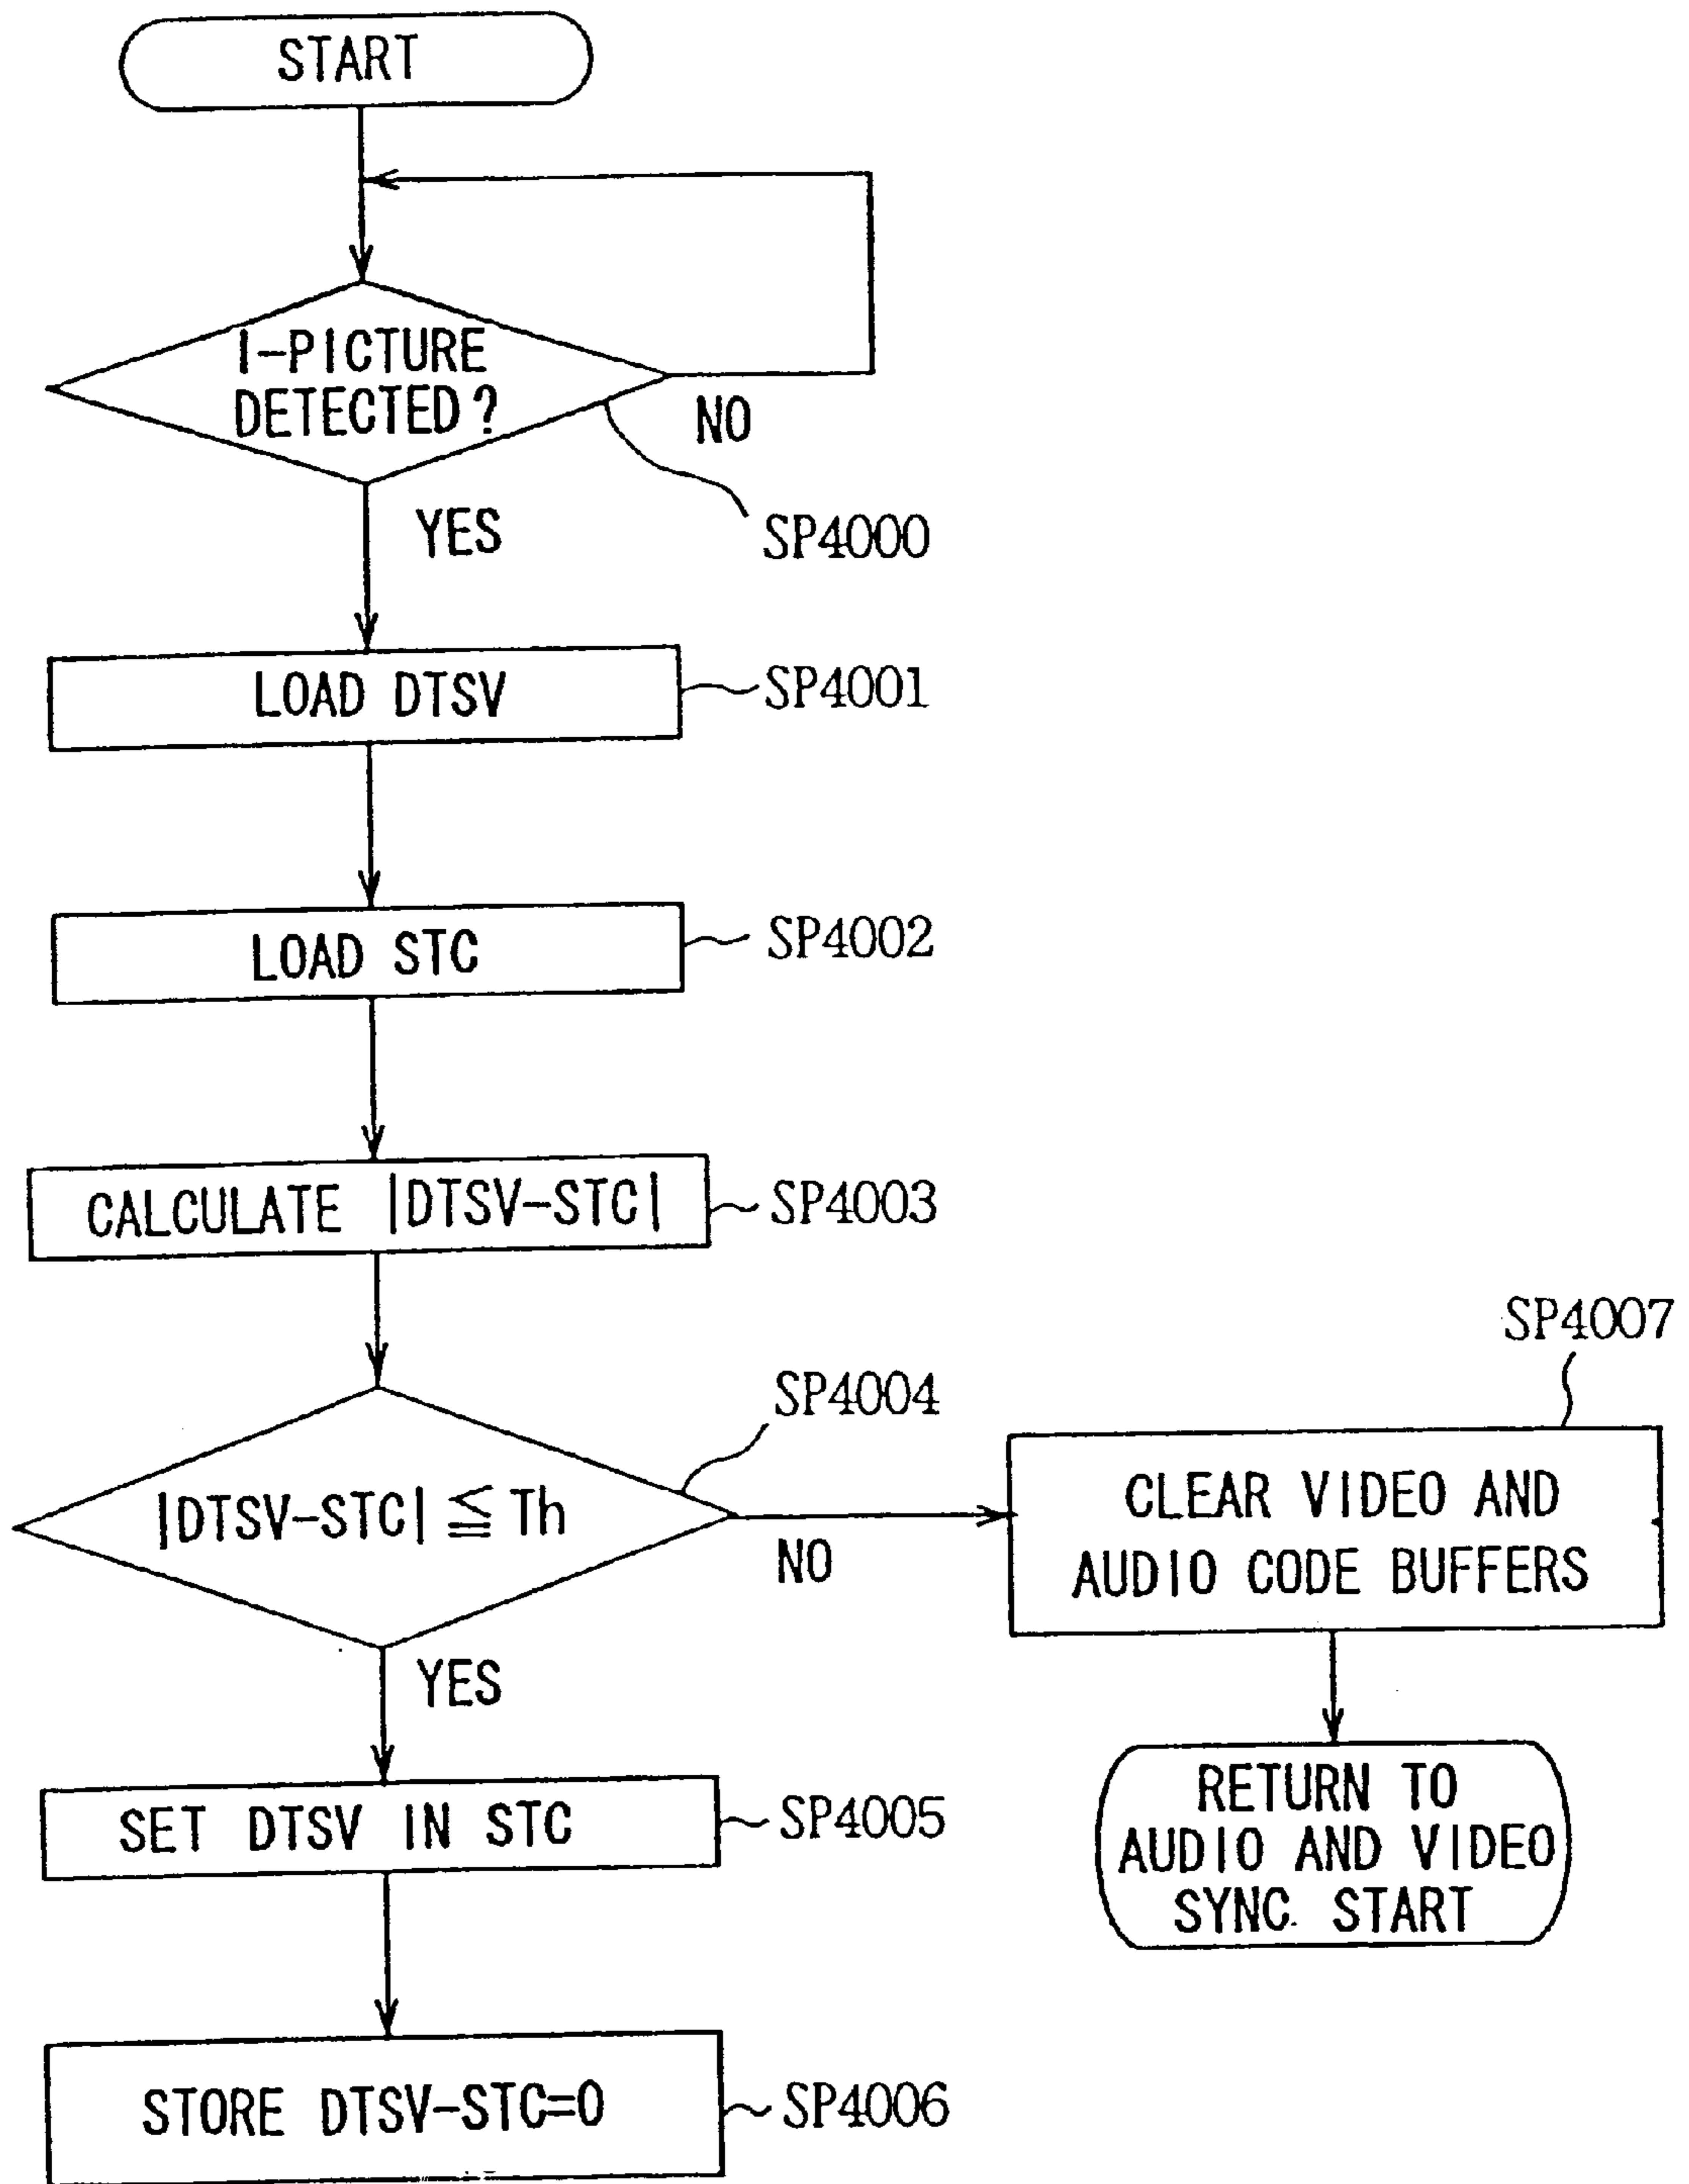 START
I-PICTURE
DETECTED?
NO
YES
SP4000
LOAD DTSV
SP4001
LOAD STC
SP4002
CALCULATE |DTSV-STC|
SP4003
SP4007
SP4004
|DTSV-STC| ≦ Th
NO
CLEAR VIDEO AND
AUDIO CODE BUFFERS
YES
RETURN TO
AUDIO AND VIDEO
SYNC START
SET DTSV IN STC
SP4005
STORE DTSV-STC=0
SP4006